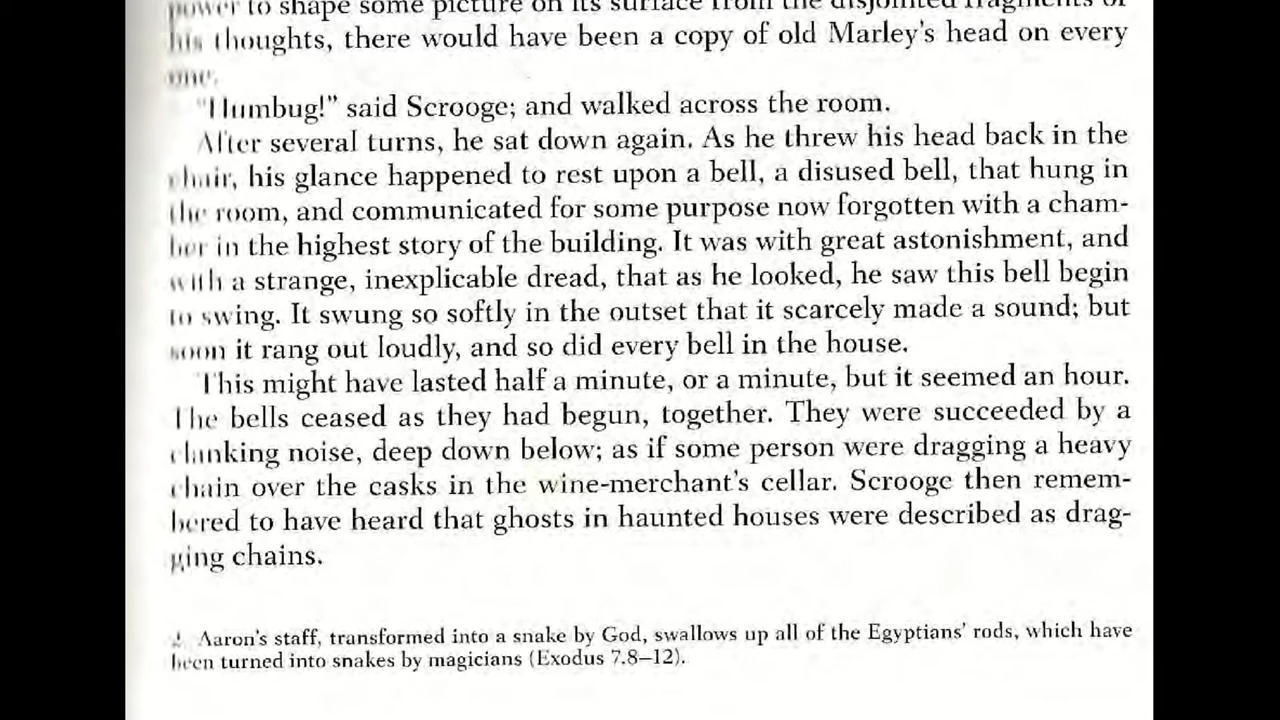 power to shape some picture on its surface from the disjointed fragments of
his thoughts, there would have been a copy of old Marley's head on every
one.
"Humbug!" said Scrooge; and walked across the room.
After several turns, he sat down again. As he threw his head back in the
chair, his glance happened to rest upon a bell, a disused bell, that hung in
the room, and communicated for some purpose now forgotten with a cham-
ber in the highest story of the building. It was with great astonishment, and
with a strange, inexplicable dread, that as he looked, he saw this bell begin
to swing. It swung so softly in the outset that it scarcely made a sound; but
soon it rang out loudly, and so did every bell in the house.
This might have lasted half a minute, or a minute, but it seemed an hour.
The bells ceased as they had begun, together. They were succeeded by a
clanking noise, deep down below; as if some person were dragging a heavy
chain over the casks in the wine-merchant's cellar. Scrooge then remem-
bered to have heard that ghosts in haunted houses were described as drag-
ging chains.
Aaron's staff, transformed into a snake by God, swallows up all of the Egyptians' rods, which have
been turned into snakes by magicians (Exodus 7.8–12).